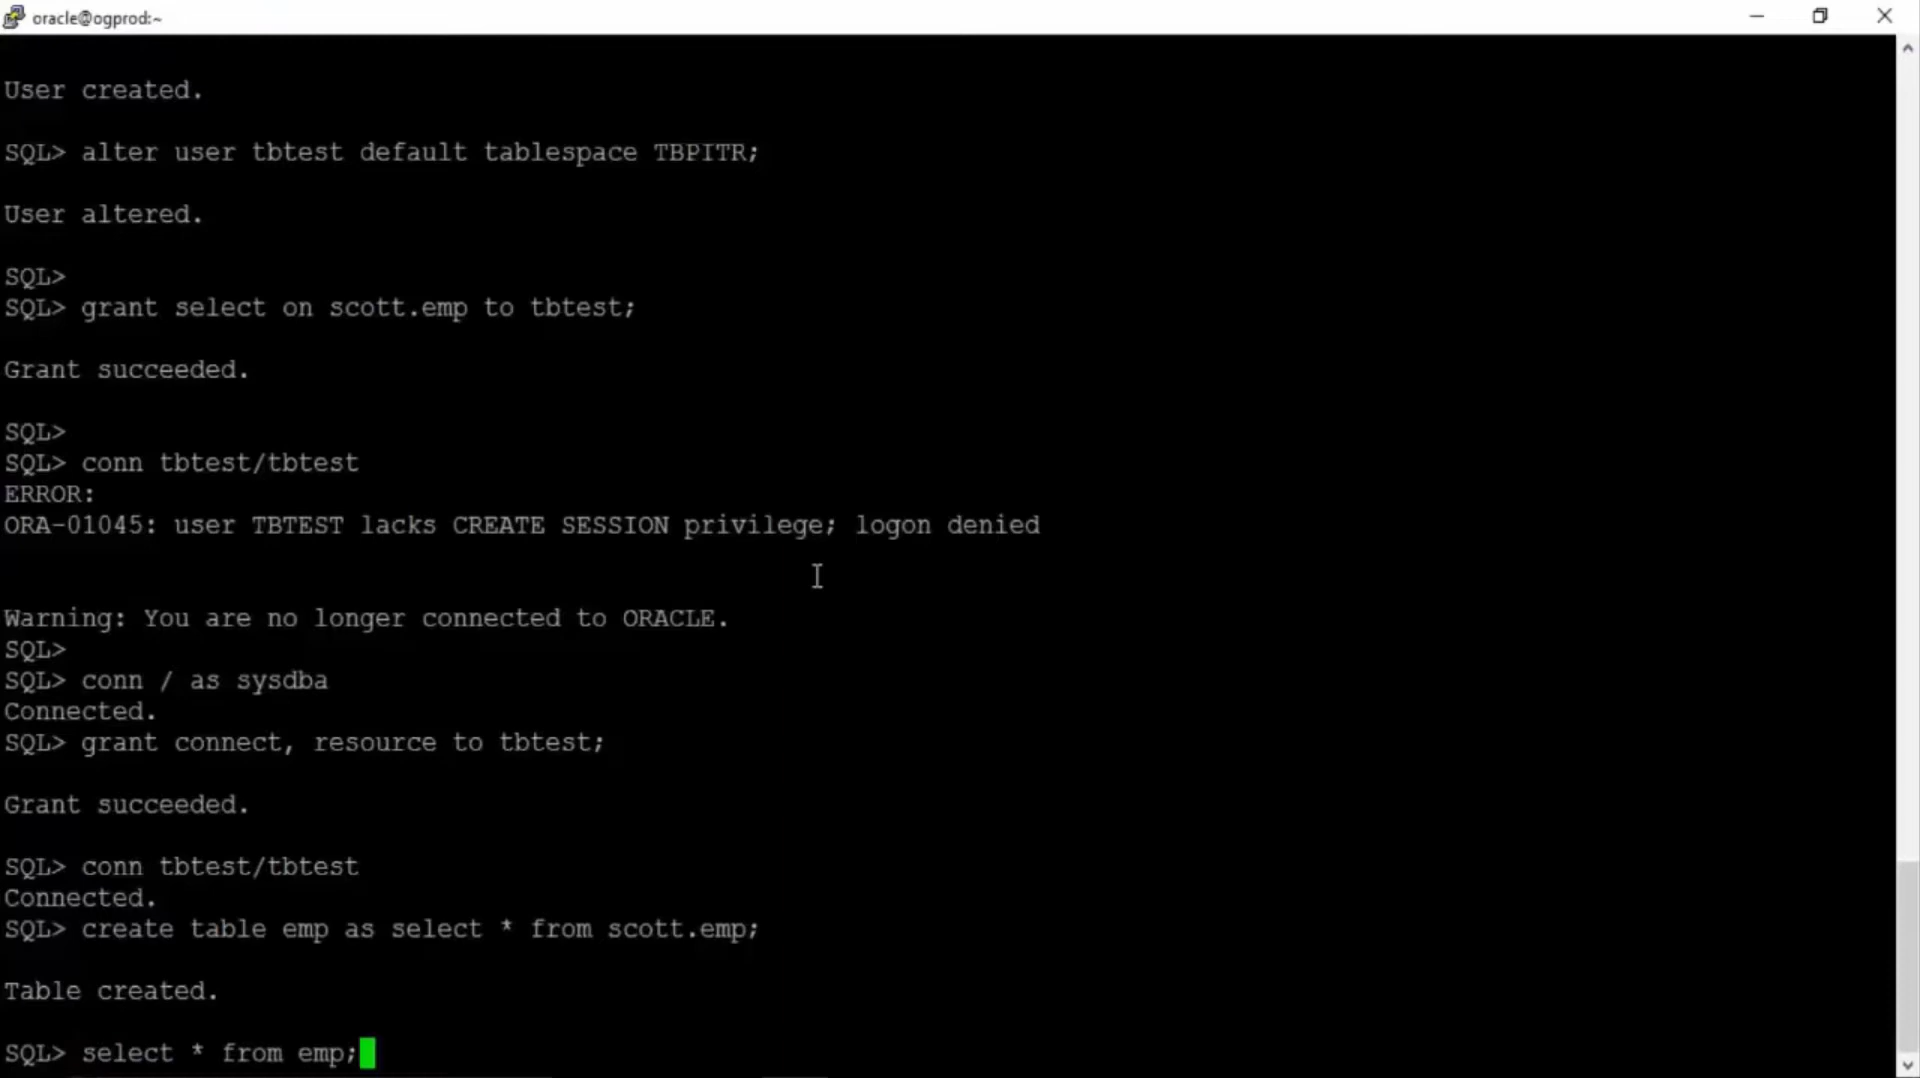 oracle@ogprod:~
User created.
SQL> alter user tbtest default tablespace TBPITR;
User altered.
SQL>
SQL> grant select on scott.emp to tbtest;
Grant succeeded.
SQL>
SQL> conn tbtest/tbtest
ERROR:
ORA-01045: user TBTEST lacks CREATE SESSION privilege; logon denied
Warning: You are no longer connected to ORACLE.
SQL>
SQL> conn / as sysdba
Connected.
SQL> grant connect, resource to tbtest;
Grant succeeded.
SQL> conn tbtest/tbtest
Connected.
SQL> create table emp as select * from scott.emp;
Table created.
SQL> select * from emp;